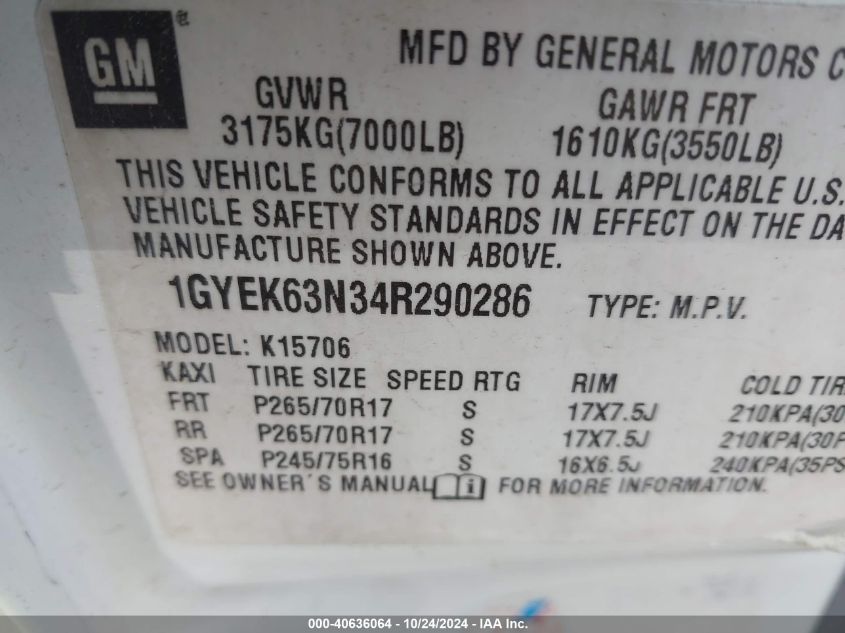 GM
MFD BY GENERAL MOTORS C
GVWR GAWR FRT
3175KG(7000LB) 1610KG(3550LB)
THIS VEHICLE CONFORMS TO ALL APPLICABLE U.S.
VEHICLE SAFETY STANDARDS IN EFFECT ON THE DA
MANUFACTURE SHOWN ABOVE.
1GYEK63N34R290286 TYPE: M.P.V.
MODEL: K15706
KAXI TIRE SIZE SPEED RTG RIM COLD TIR
FRT P265/70R17 S 17X7.5J 210KPA(30
RR P265/70R17 S 17X7.5J 210KPA(30P
SPA P245/75R16 S 16X6.5J 240KPA(35PS
SEE OWNER'S MANUAL i FOR MORE INFORMATION.
000-40636064 | 10/24/2024 - IAA Inc.